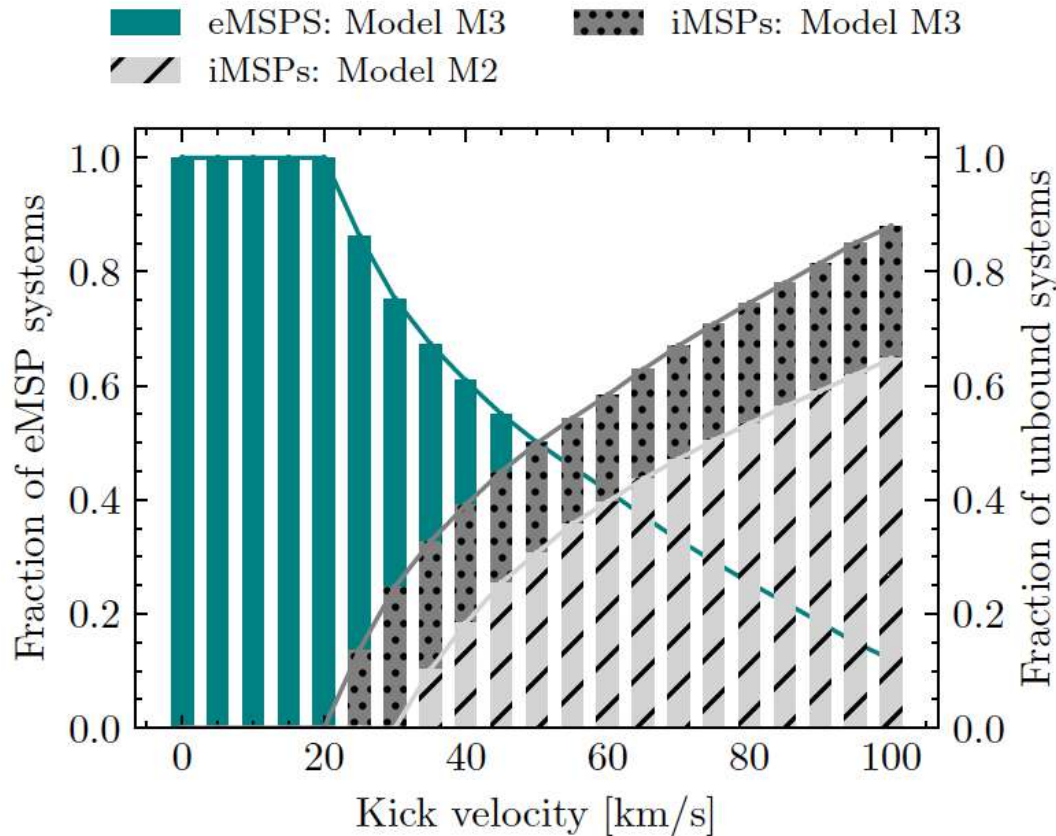 eMSPS: Model M3
iMSPs: Model M3
iMSPs: Model M2
Fraction of eMSP systems
1.0
0.8
0.6
0.4
0.2
0.0
0 20 40 60 80 100
Kick velocity [km/s]
1.0
0.8
0.6
0.4
0.2
0.0
Fraction of unbound systems